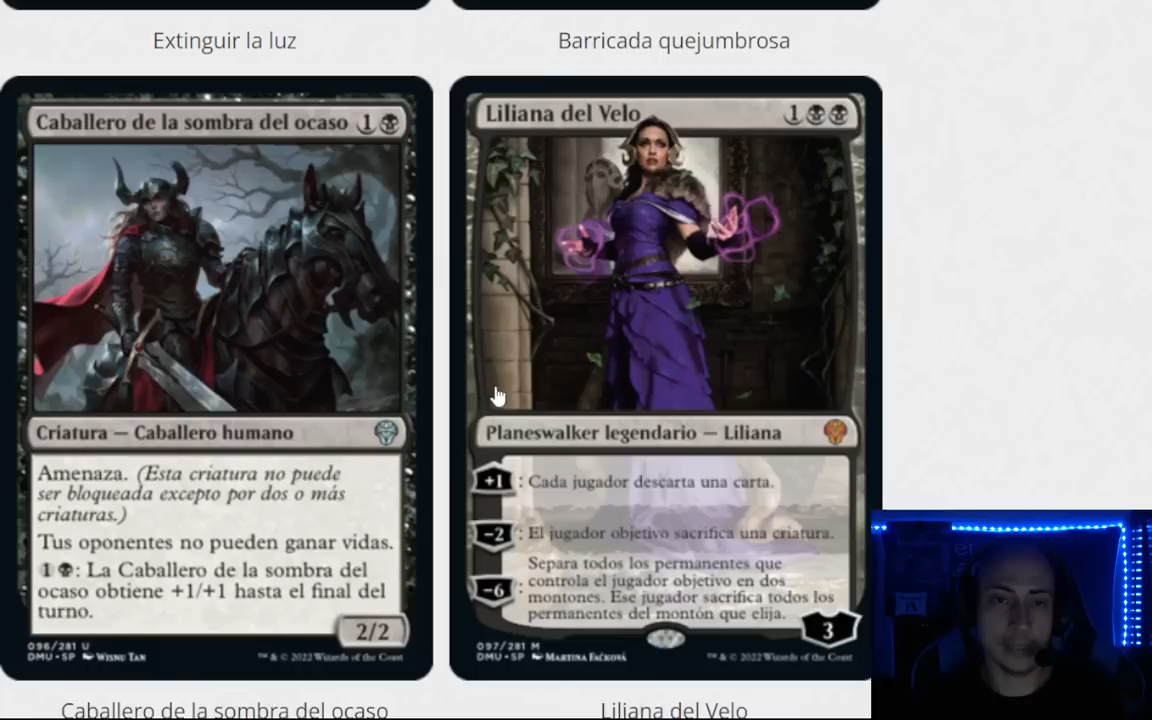 Extinguir la luz
Barricada quejumbrosa
Caballero de la sombra del ocaso 1
Criatura — Caballero humano
Amenaza. (Esta criatura no puede
ser bloqueada excepto por dos o más
criaturas.)
Tus oponentes no pueden ganar vidas.
1: La Caballero de la sombra del
ocaso obtiene +1/+1 hasta el final del
turno.
2/2
096/281 U
DMU • SP Wisnu Tan
™ & © 2022 Wizards of the Coast
Liliana del Velo 1
Planeswalker legendario — Liliana
+1 : Cada jugador descarta una carta.
−2 : El jugador objetivo sacrifica una criatura.
Separa todos los permanentes que
−6 : controla el jugador objetivo en dos
montones. Ese jugador sacrifica todos los
permanentes del montón que elija.
3
097/281 M
DMU • SP Martina Fačková
™ & © 2022 Wizards of the Coast
Caballero de la sombra del ocaso
Liliana del Velo